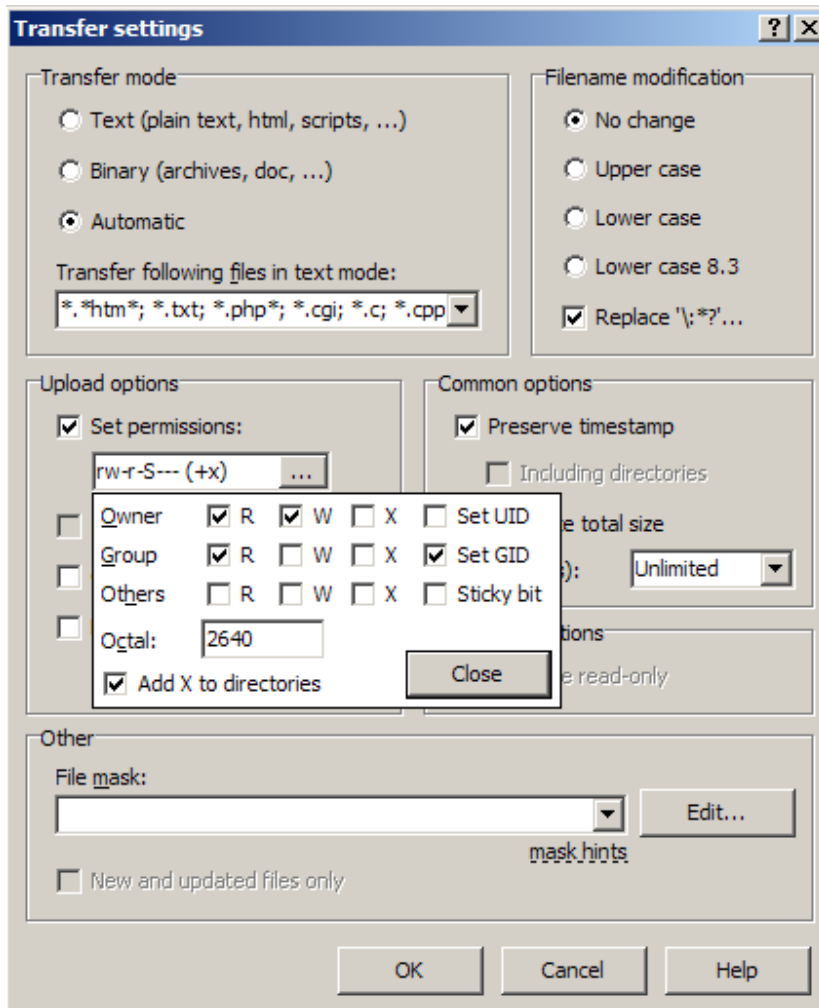 Transfer settings
Transfer mode
Text (plain text, html, scripts, ...)
Binary (archives, doc, ...)
Automatic
Transfer following files in text mode:
*.*htm*; *.txt; *.php*; *.cgi; *.c; *.cpp
Filename modification
No change
Upper case
Lower case
Lower case 8.3
Replace '\:*?'...
Upload options
Set permissions:
rw-r-S--- (+x)
...
Owner R W X Set UID
Group R W X Set GID
Others R W X Sticky bit
Octal: 2640
Add X to directories
Close
Common options
Preserve timestamp
Including directories
total size
Unlimited
read-only
Other
File mask:
Edit...
mask hints
New and updated files only
OK
Cancel
Help